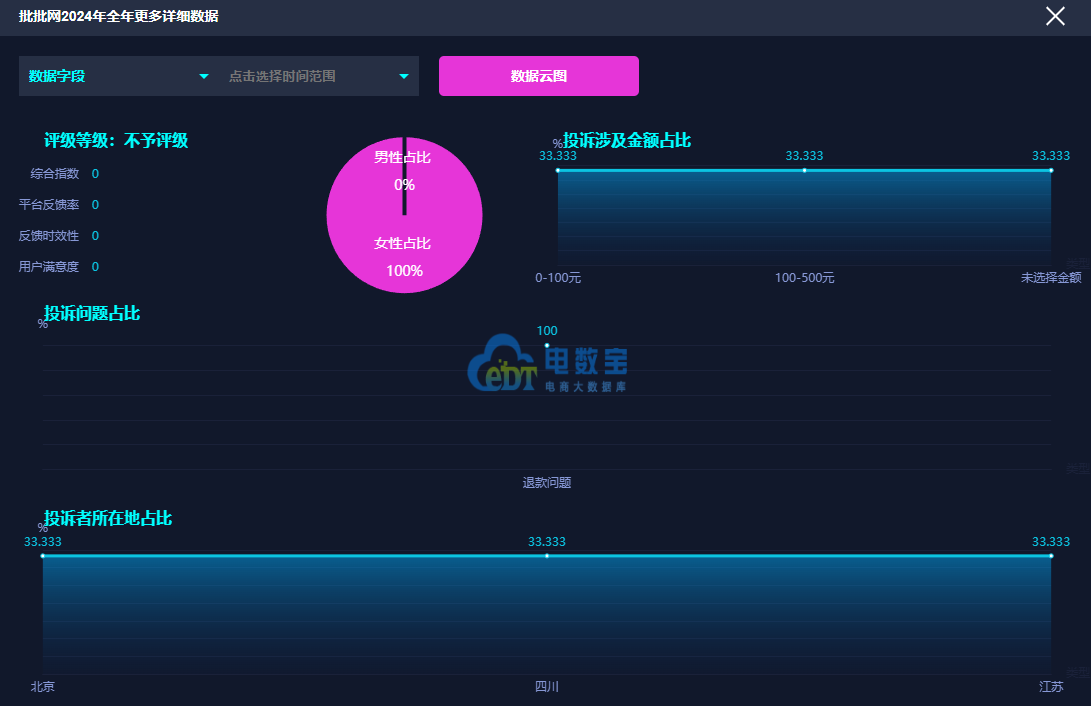 批批网2024年全年更多详细数据
数据字段
点击选择时间范围
数据云图
评级等级：不予评级
综合指数 0
平台反馈率 0
反馈时效性 0
用户满意度 0
男性占比
0%
女性占比
100%
投诉涉及金额占比
%
33.333 33.333 33.333
0-100元 100-500元 未选择金额
投诉问题占比
%
100
电数宝
eDT
电商大数据库
退款问题
投诉者所在地占比
%
33.333 33.333 33.333
北京 四川 江苏